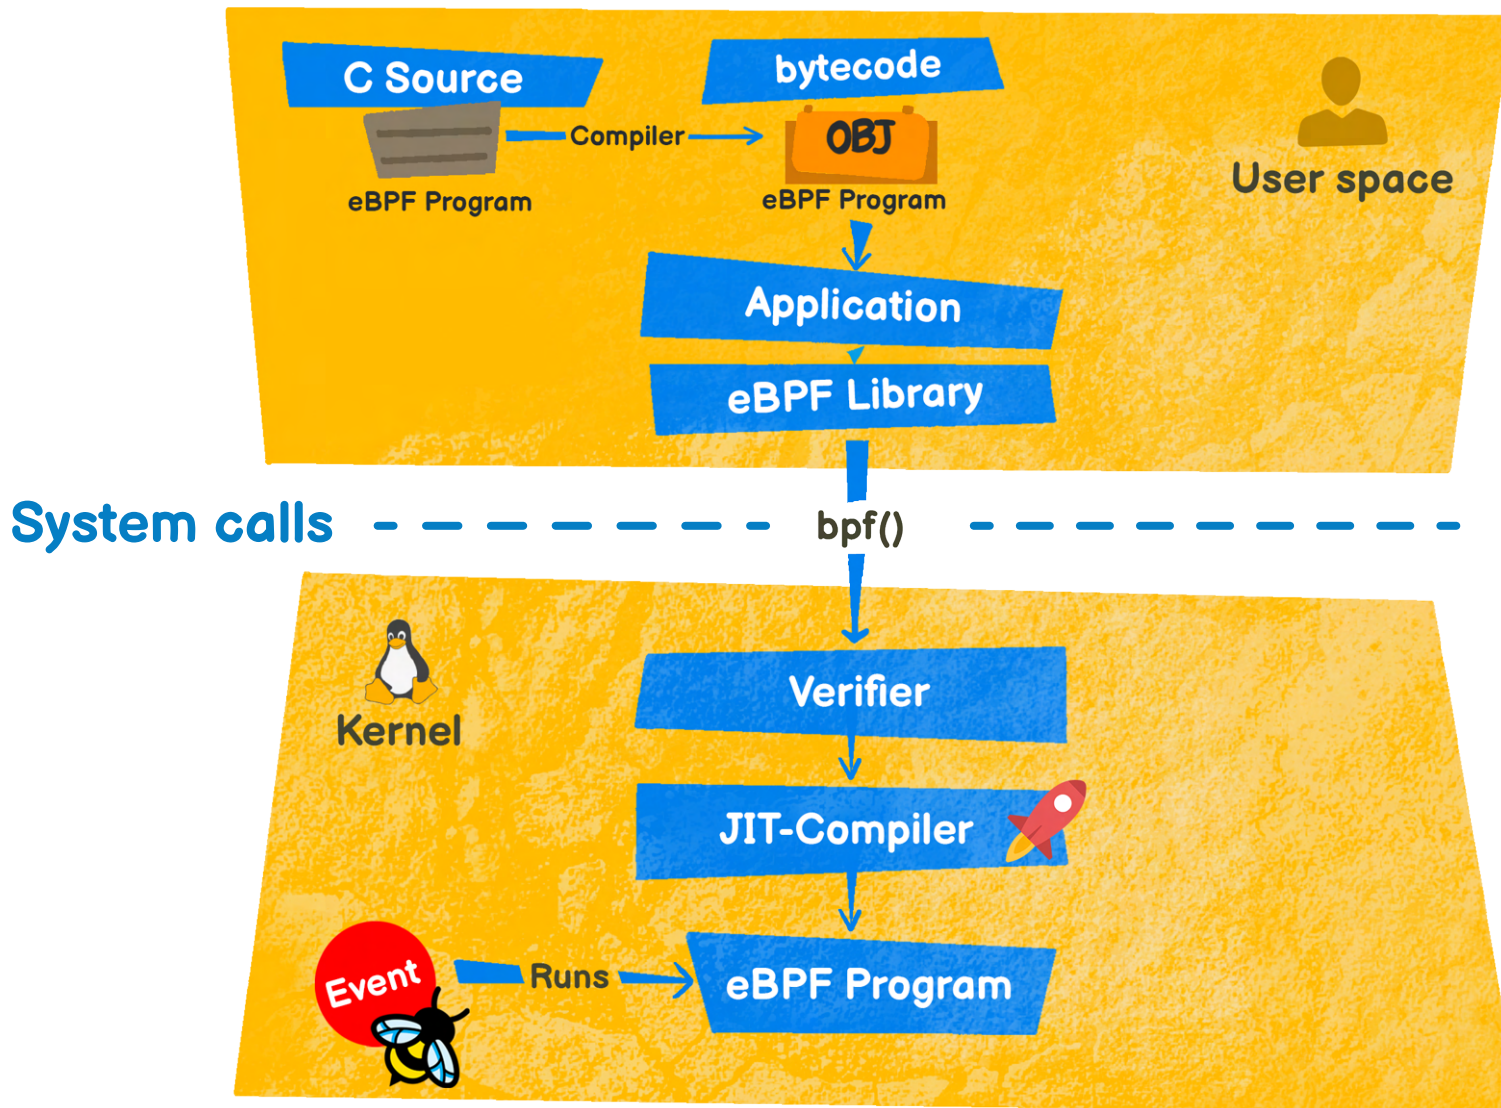 C Source
bytecode
Compiler
OBJ
eBPF Program
eBPF Program
User space
Application
eBPF Library
System calls
bpf()
Kernel
Verifier
JIT-Compiler
Event
Runs
eBPF Program